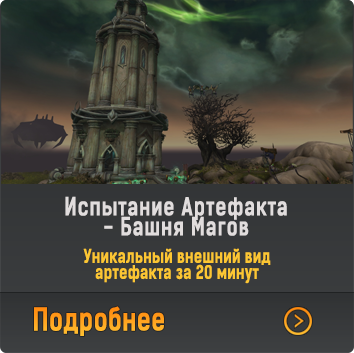 Испытание Артефакта
- Башня Магов
Уникальный внешний вид
артефакта за 20 минут
Подробнее